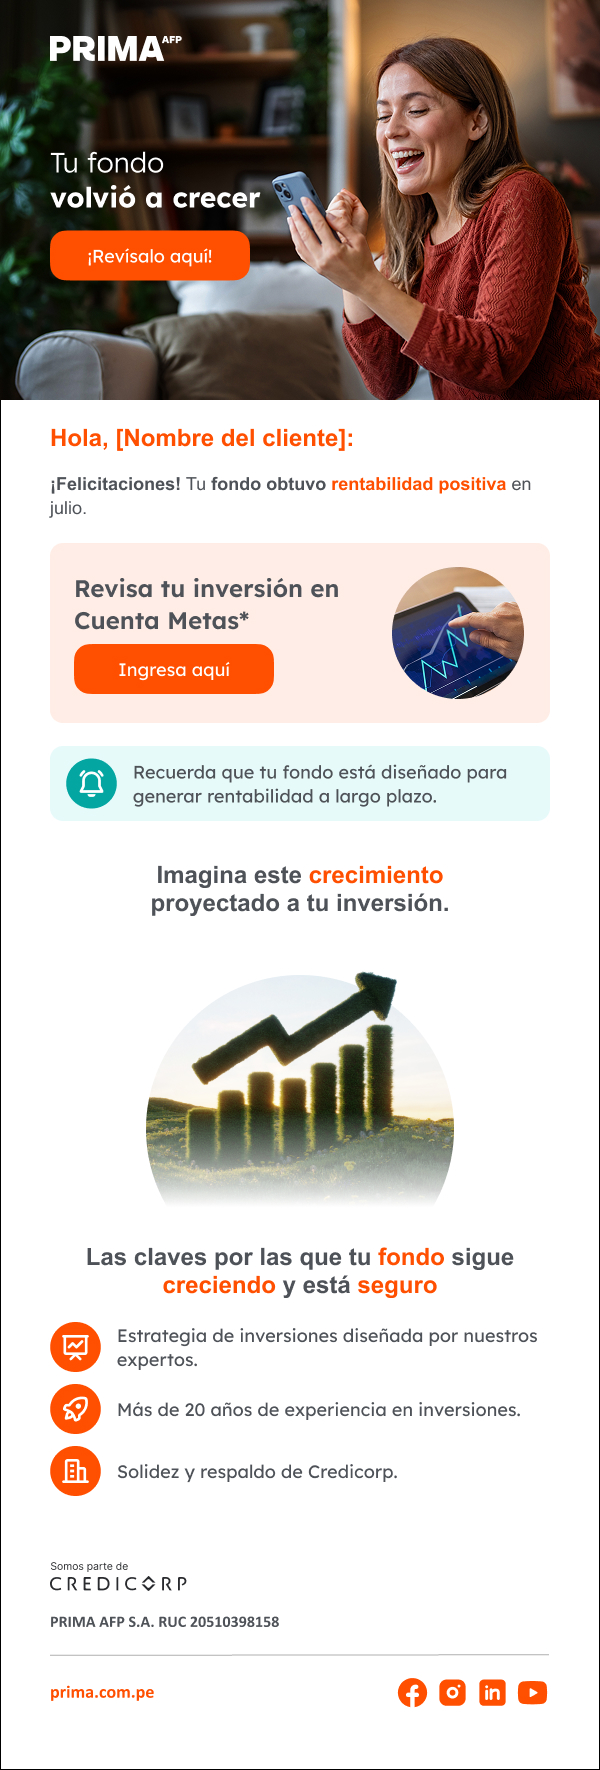 PRIMA AFP
Tu fondo
volvió a crecer
¡Revísalo aquí!
Hola, [Nombre del cliente]:
¡Felicitaciones! Tu fondo obtuvo rentabilidad positiva en
julio.
Revisa tu inversión en
Cuenta Metas*
Ingresa aquí
Recuerda que tu fondo está diseñado para
generar rentabilidad a largo plazo.
Imagina este crecimiento
proyectado a tu inversión.
Las claves por las que tu fondo sigue
creciendo y está seguro
Estrategia de inversiones diseñada por nuestros
expertos.
Más de 20 años de experiencia en inversiones.
Solidez y respaldo de Credicorp.
Somos parte de
CREDICORP
PRIMA AFP S.A. RUC 20510398158
prima.com.pe